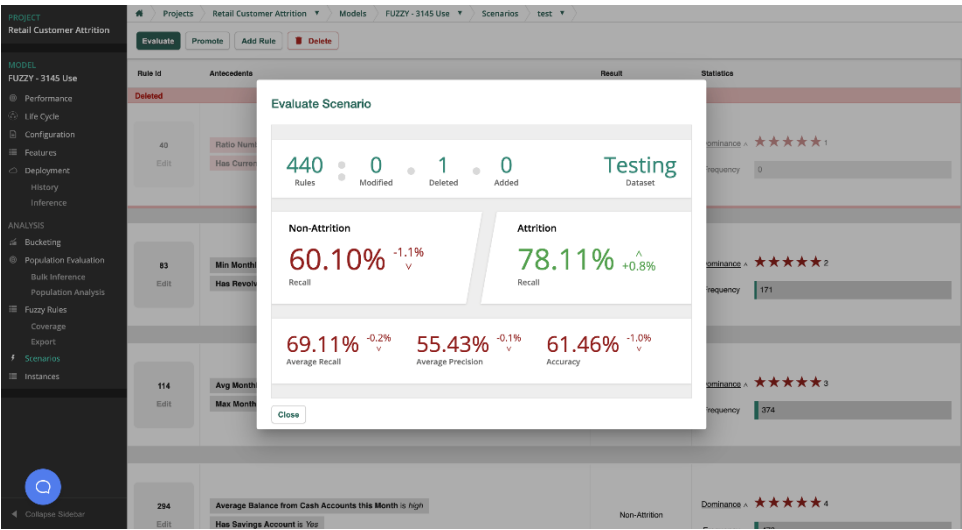 PROJECT
Retail Customer Attrition
MODEL
FUZZY - 3145 Use
Performance
Life Cycle
Configuration
Features
Deployment
History
Inference
ANALYSIS
Bucketing
Population Evaluation
Bulk Inference
Population Analysis
Fuzzy Rules
Coverage
Export
Scenarios
Instances
Collapse Sidebar
Projects Retail Customer Attrition Models FUZZY - 3145 Use Scenarios test
Evaluate Promote Add Rule Delete
Rule Id Antecedents Result Statistics
Deleted
40
Edit
Ratio Num
Has Curren
Dominance 1
Frequency 0
83
Edit
Min Monthl
Has Revol
Dominance 2
Frequency 171
114
Edit
Avg Month
Max Month
Dominance 3
Frequency 374
294
Edit
Average Balance from Cash Accounts this Month is high
Has Savings Account is Yes
Non-Attrition
Dominance 4
Evaluate Scenario
440 0 1 0 Testing
Rules Modified Deleted Added Dataset
Non-Attrition
60.10% -1.1%
Recall
Attrition
78.11% +0.8%
Recall
69.11% -0.2% 55.43% -0.1% 61.46% -1.0%
Average Recall Average Precision Accuracy
Close